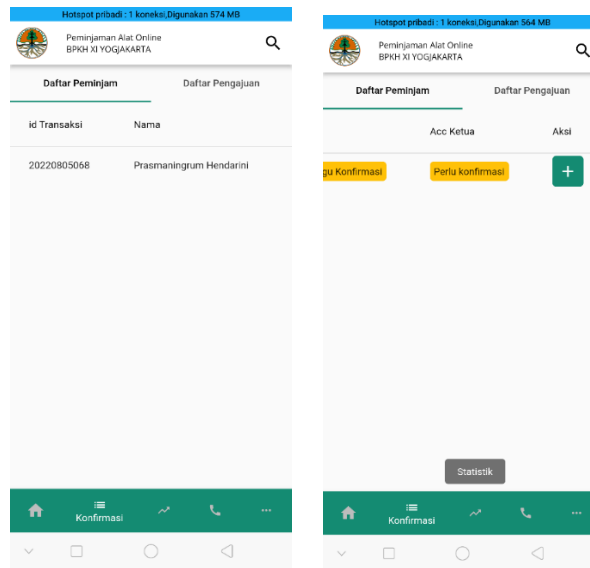 Hotspot pribadi : 1 koneksi,Digunakan 574 MB
Peminjaman Alat Online
BPKH XI YOGJAKARTA
Daftar Peminjam
Daftar Pengajuan
id Transaksi
Nama
20220805068
Prasmaningrum Hendarini
Konfirmasi
Hotspot pribadi : 1 koneksi,Digunakan 564 MB
Peminjaman Alat Online
BPKH XI YOGJAKARTA
Daftar Peminjam
Daftar Pengajuan
Acc Ketua
Aksi
gu Konfirmasi
Perlu konfirmasi
+
Statistik
Konfirmasi